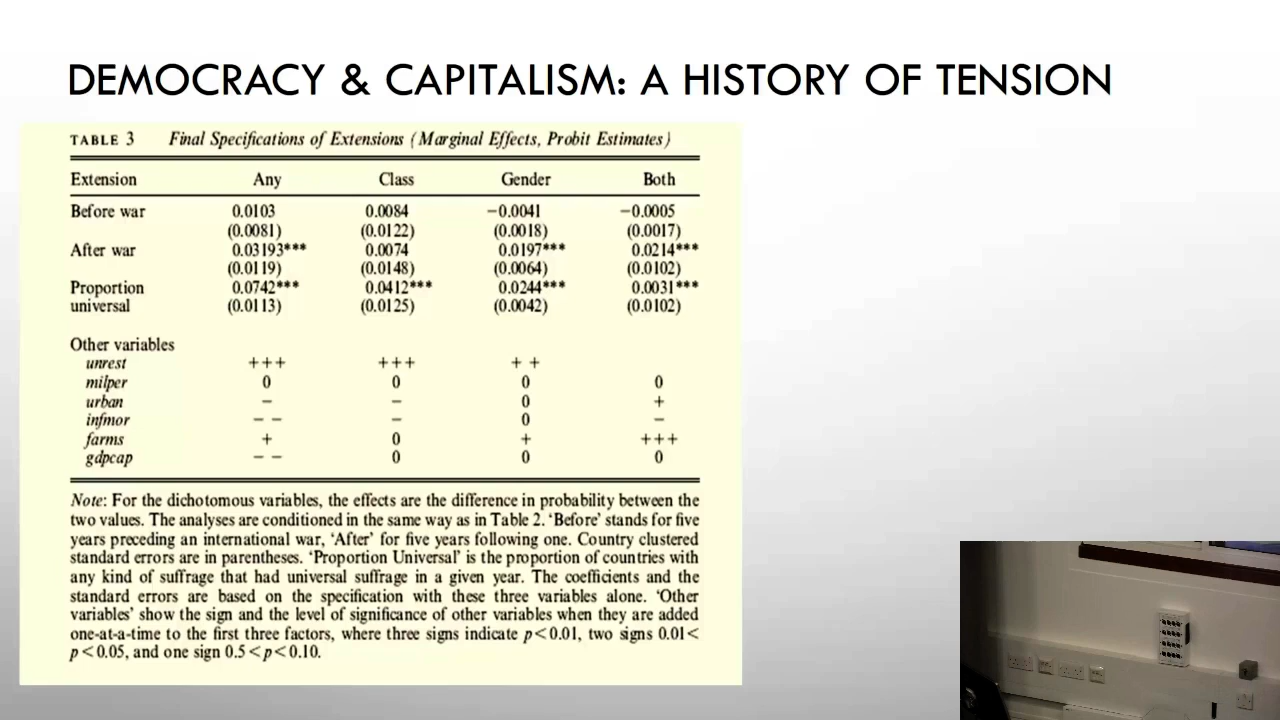 DEMOCRACY & CAPITALISM: A HISTORY OF TENSION
TABLE 3 Final Specifications of Extensions (Marginal Effects, Probit Estimates)
Extension Any Class Gender Both
Before war 0.0103 0.0084 −0.0041 −0.0005
(0.0081) (0.0122) (0.0018) (0.0017)
After war 0.03193*** 0.0074 0.0197*** 0.0214***
(0.0119) (0.0148) (0.0064) (0.0102)
Proportion 0.0742*** 0.0412*** 0.0244*** 0.0031***
universal (0.0113) (0.0125) (0.0042) (0.0102)
Other variables
unrest +++ +++ ++
milper 0 0 0 0
urban − − 0 +
infmor − − − 0 −
farms + 0 + +++
gdpcap − − 0 0 0
Note: For the dichotomous variables, the effects are the difference in probability between the
two values. The analyses are conditioned in the same way as in Table 2. 'Before' stands for five
years preceding an international war, 'After' for five years following one. Country clustered
standard errors are in parentheses. 'Proportion Universal' is the proportion of countries with
any kind of suffrage that had universal suffrage in a given year. The coefficients and the
standard errors are based on the specification with these three variables alone. 'Other
variables' show the sign and the level of significance of other variables when they are added
one-at-a-time to the first three factors, where three signs indicate p<0.01, two signs 0.01<
p<0.05, and one sign 0.5<p<0.10.